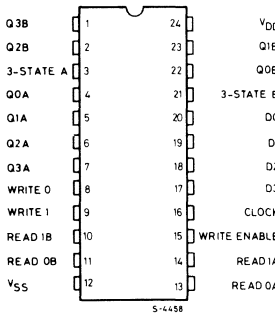 Q3B 1 24 V
Q2B 2 23
3-STATE A 3 22
Q0A 4 21 3-STATE
Q1A 5 20
Q2A 6 19
Q3A 7 18
WRITE 0 8 17
WRITE 1 9 16 CLOCK
READ 1B 10 15 WRITE ENABLE
READ 0B 11 14 READ 1A
VSS 12 13 READ 0A
S-4458